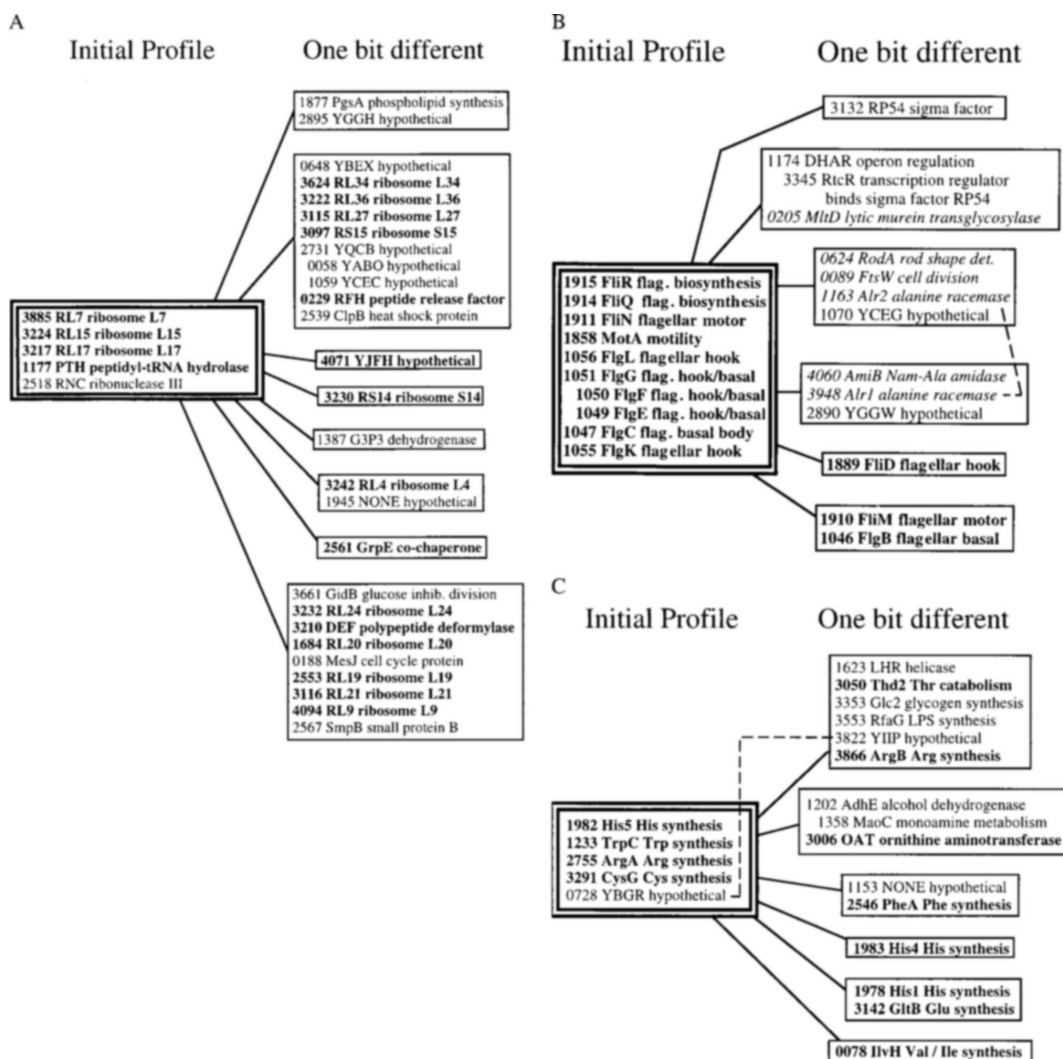 A
Initial Profile
One bit different
1877 PgsA phospholipid synthesis
2895 YGGH hypothetical
0648 YBEX hypothetical
3624 RL34 ribosome L34
3222 RL36 ribosome L36
3115 RL27 ribosome L27
3097 RS15 ribosome S15
2731 YQCB hypothetical
0058 YABO hypothetical
1059 YCEC hypothetical
0229 RFH peptide release factor
2539 ClpB heat shock protein
3885 RL7 ribosome L7
3224 RL15 ribosome L15
3217 RL17 ribosome L17
1177 PTH peptidyl-tRNA hydrolase
2518 RNC ribonuclease III
4071 YJFH hypothetical
3230 RS14 ribosome S14
1387 G3P3 dehydrogenase
3242 RL4 ribosome L4
1945 NONE hypothetical
2561 GrpE co-chaperone
3661 GidB glucose inhib. division
3232 RL24 ribosome L24
3210 DEF polypeptide deformylase
1684 RL20 ribosome L20
0188 MesJ cell cycle protein
2553 RL19 ribosome L19
3116 RL21 ribosome L21
4094 RL9 ribosome L9
2567 SmpB small protein B
B
Initial Profile
One bit different
3132 RP54 sigma factor
1174 DHAR operon regulation
3345 RtcR transcription regulator
binds sigma factor RP54
0205 MltD lytic murein transglycosylase
0624 RodA rod shape det.
0089 FtsW cell division
1163 Alr2 alanine racemase
1070 YCEG hypothetical
1915 FliR flag. biosynthesis
1914 FliQ flag. biosynthesis
1911 FliN flagellar motor
1858 MotA motility
1056 FlgL flagellar hook
1051 FlgG flag. hook/basal
1050 FlgF flag. hook/basal
1049 FlgE flag. hook/basal
1047 FlgC flag. basal body
1055 FlgK flagellar hook
4060 AmiB Nam-Ala amidase
3948 Alr1 alanine racemase
2890 YGGW hypothetical
1889 FliD flagellar hook
1910 FliM flagellar motor
1046 FlgB flagellar basal
C
Initial Profile
One bit different
1623 LHR helicase
3050 Thd2 Thr catabolism
3353 Glc2 glycogen synthesis
3553 RfaG LPS synthesis
3822 YIIP hypothetical
3866 ArgB Arg synthesis
1202 AdhE alcohol dehydrogenase
1358 MaoC monoamine metabolism
3006 OAT ornithine aminotransferase
1982 His5 His synthesis
1233 TrpC Trp synthesis
2755 ArgA Arg synthesis
3291 CysG Cys synthesis
0728 YBGR hypothetical
1153 NONE hypothetical
2546 PheA Phe synthesis
1983 His4 His synthesis
1978 His1 His synthesis
3142 GltB Glu synthesis
0078 IlvH Val / Ile synthesis